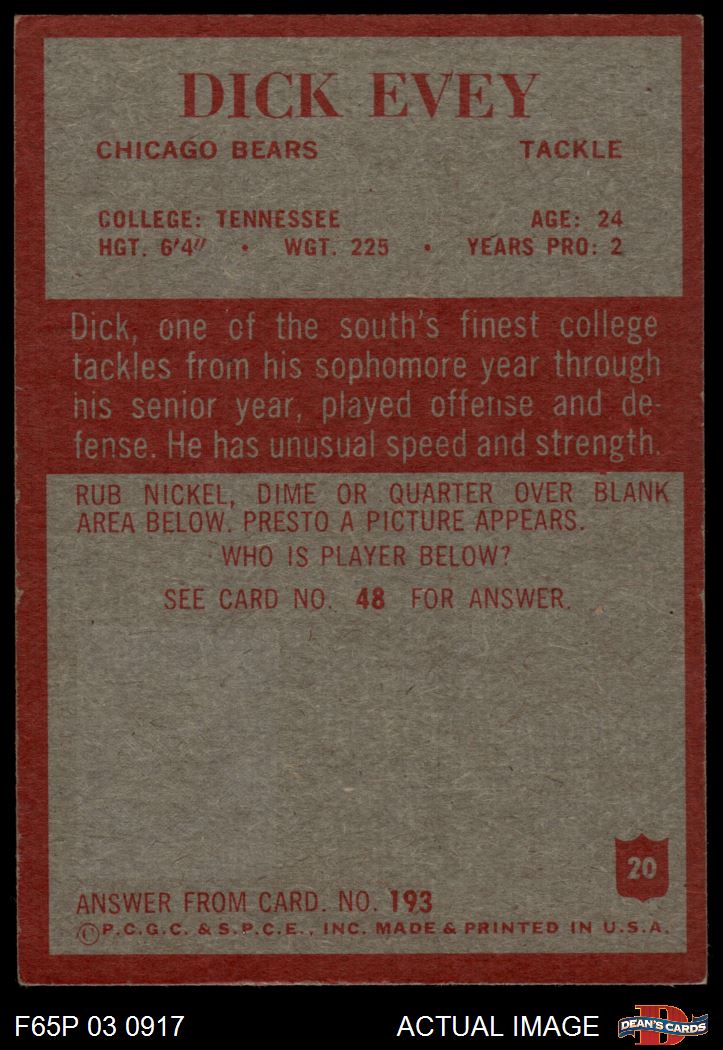 DICK EVEY
CHICAGO BEARS TACKLE
COLLEGE: TENNESSEE AGE: 24
HGT. 6'4" • WGT. 225 • YEARS PRO: 2
Dick, one of the south's finest college
tackles from his sophomore year through
his senior year, played offense and de-
fense. He has unusual speed and strength.
RUB NICKEL, DIME OR QUARTER OVER BLANK
AREA BELOW. PRESTO A PICTURE APPEARS.
WHO IS PLAYER BELOW?
SEE CARD NO. 48 FOR ANSWER.
20
ANSWER FROM CARD. NO. 193
©P.C.G.C. & S.P.C.E., INC. MADE & PRINTED IN U.S.A.
F65P 03 0917 ACTUAL IMAGE
D
DEAN'S CARDS